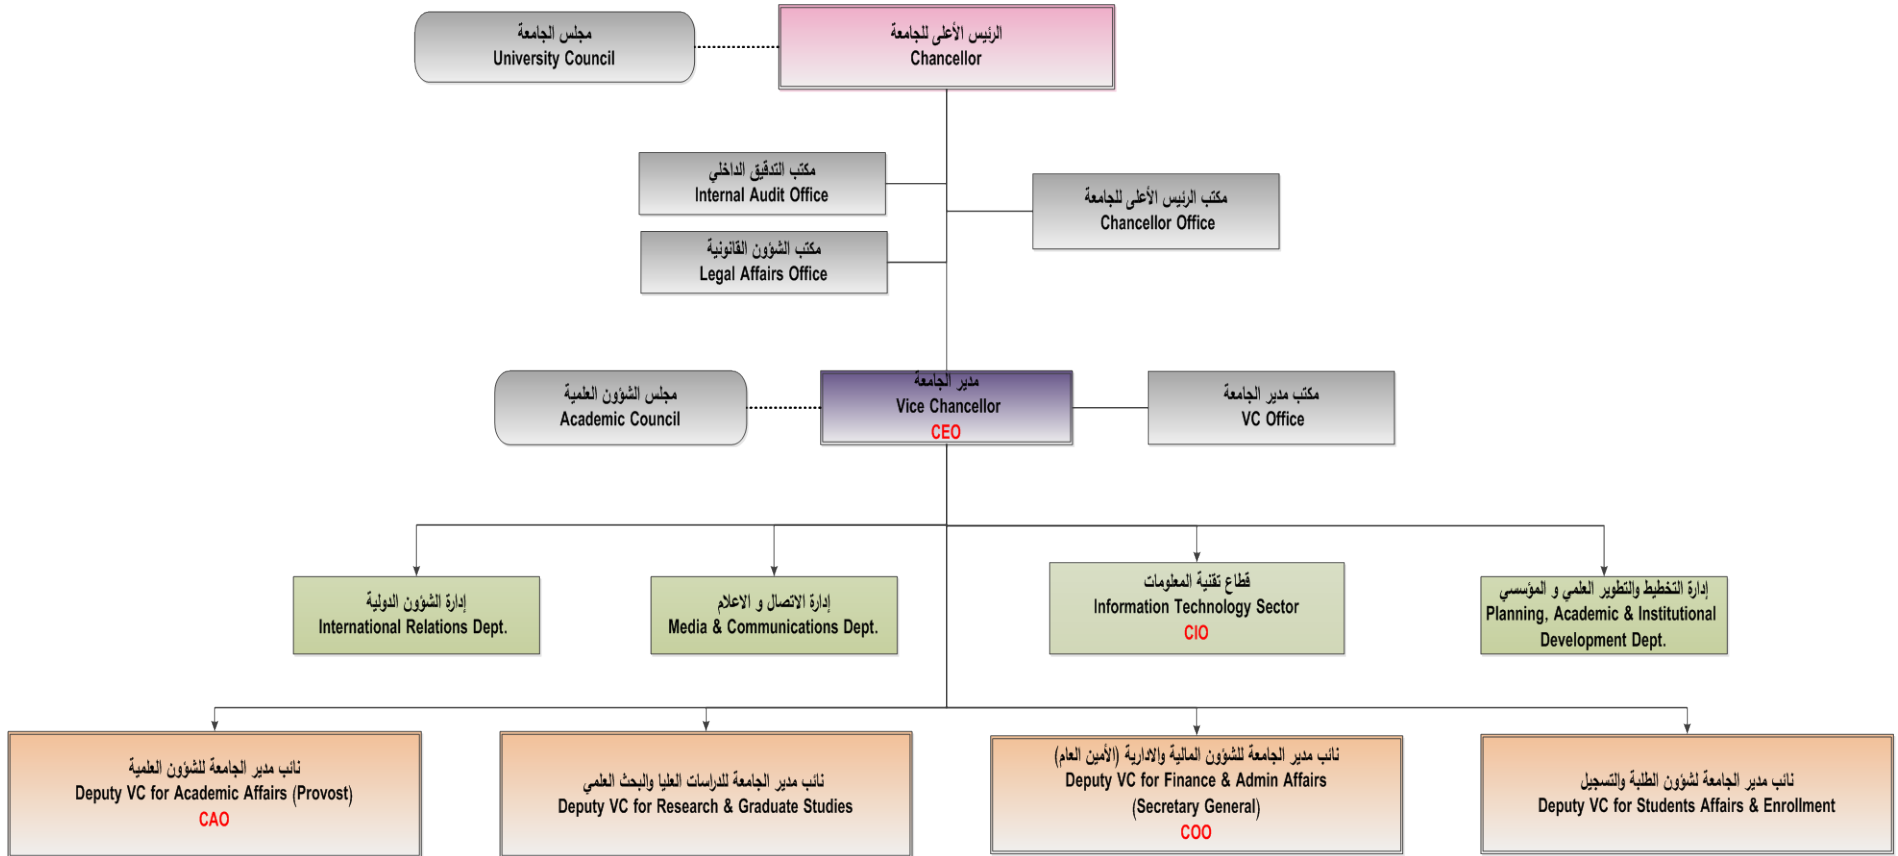 مجلس الجامعة
University Council
الرئيس الأعلى للجامعة
Chancellor
مكتب التدقيق الداخلي
Internal Audit Office
مكتب الرئيس الأعلى للجامعة
Chancellor Office
مكتب الشؤون القانونية
Legal Affairs Office
مجلس الشؤون العلمية
Academic Council
مدير الجامعة
Vice Chancellor
CEO
مكتب مدير الجامعة
VC Office
إدارة الشؤون الدولية
International Relations Dept.
إدارة الاتصال و الاعلام
Media & Communications Dept.
قطاع تقنية المعلومات
Information Technology Sector
CIO
إدارة التخطيط والتطوير العلمي و المؤسسي
Planning, Academic & Institutional
Development Dept.
نائب مدير الجامعة للشؤون العلمية
Deputy VC for Academic Affairs (Provost)
CAO
نائب مدير الجامعة للدراسات العليا والبحث العلمي
Deputy VC for Research & Graduate Studies
نائب مدير الجامعة للشؤون المالية والادارية (الأمين العام)
Deputy VC for Finance & Admin Affairs
(Secretary General)
COO
نائب مدير الجامعة لشؤون الطلبة والتسجيل
Deputy VC for Students Affairs & Enrollment